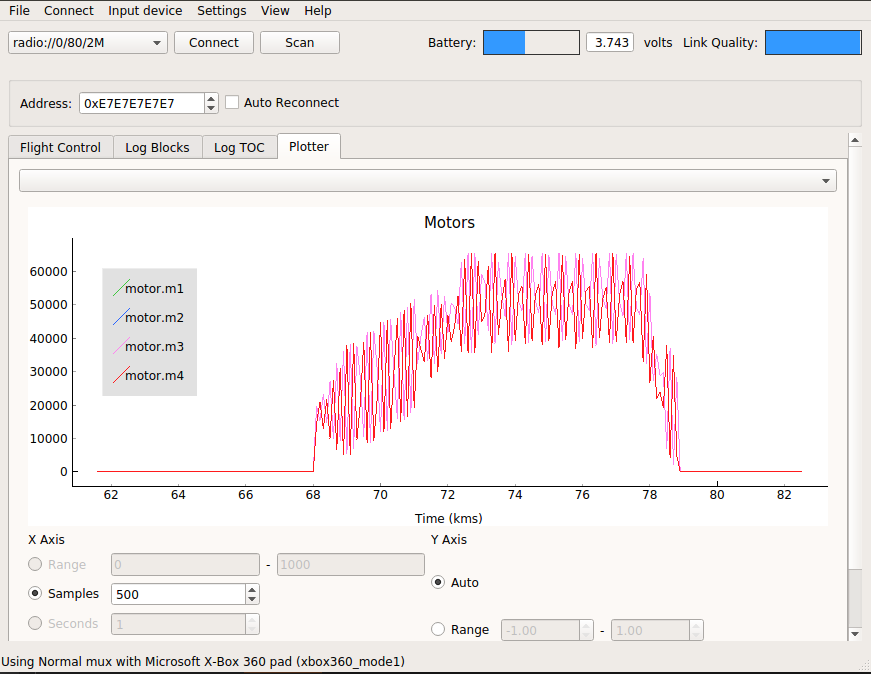 File Connect Input device Settings View Help
radio://0/80/2M Connect Scan Battery: 3.743 volts Link Quality:
Address: 0xE7E7E7E7E7 Auto Reconnect
Flight Control Log Blocks Log TOC Plotter
Motors
60000
50000
40000
30000
20000
10000
0
motor.m1
motor.m2
motor.m3
motor.m4
62 64 66 68 70 72 74 76 78 80 82
Time (kms)
X Axis Y Axis
Range 0 - 1000
Auto
Samples 500
Seconds 1
Range -1.00 - 1.00
Using Normal mux with Microsoft X-Box 360 pad (xbox360_mode1)